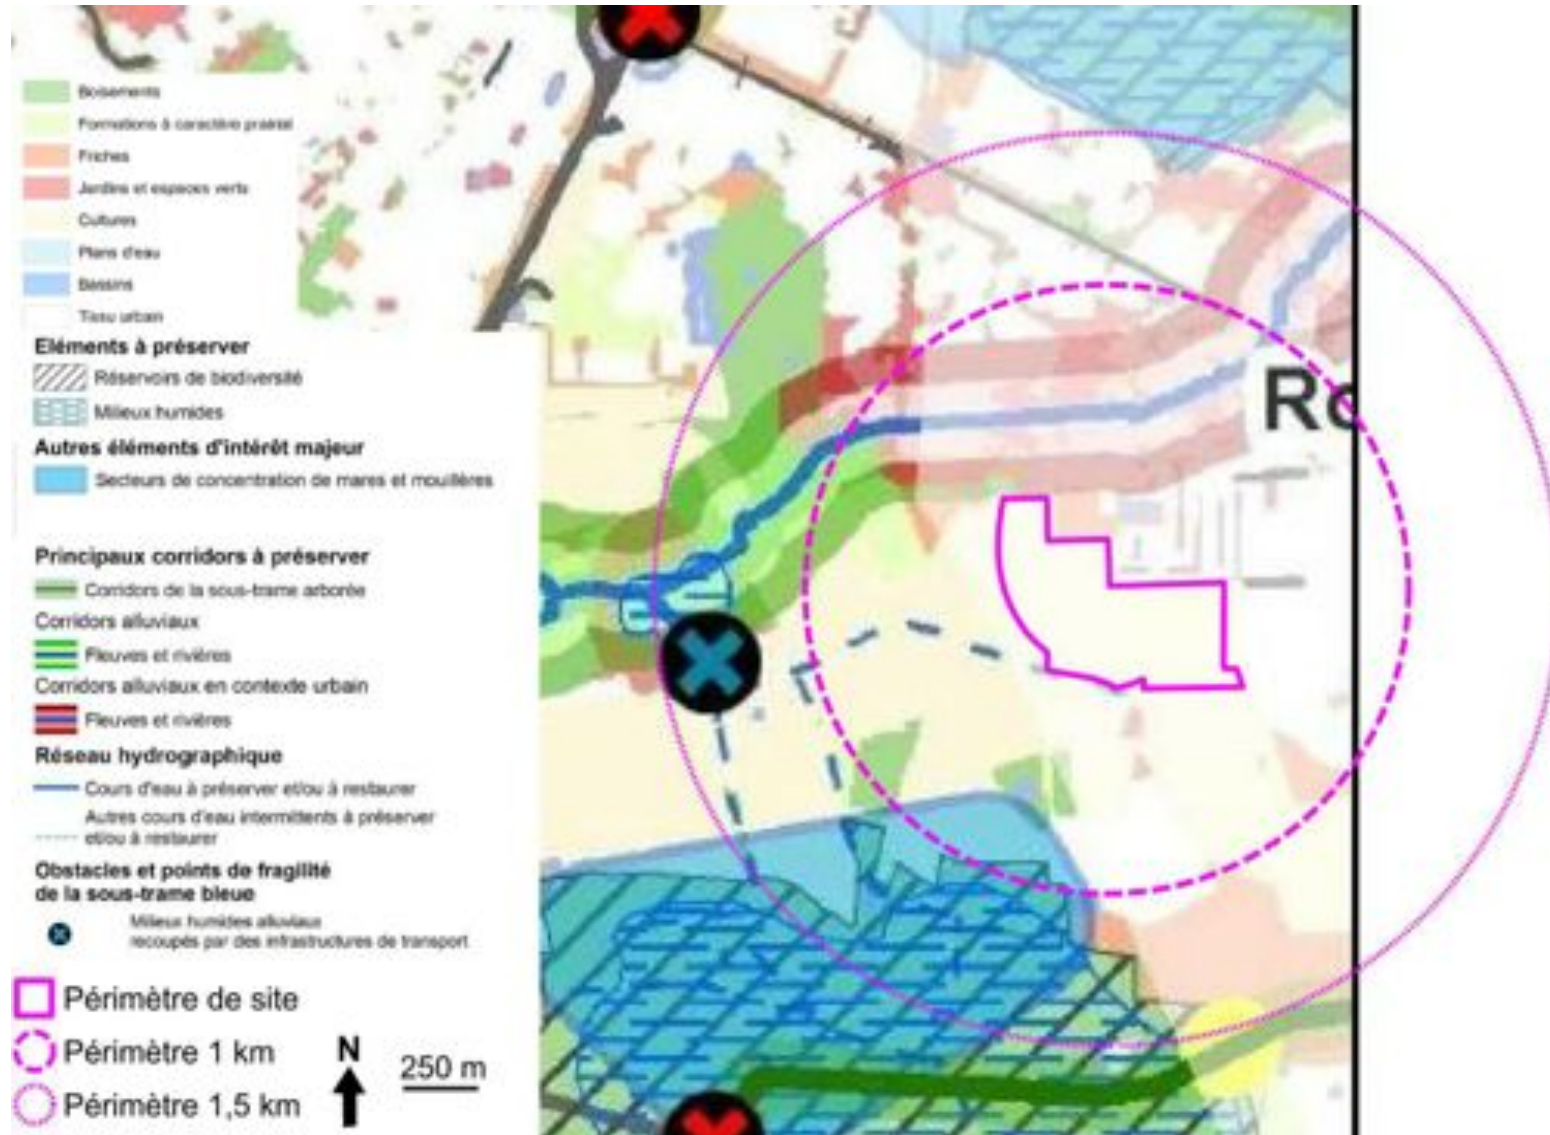 Boisements
Formations à caractère prairial
Friches
Jardins et espaces verts
Cultures
Plans d'eau
Bassins
Tissu urbain
Eléments à préserver
Réservoirs de biodiversité
Milieux humides
Autres éléments d'intérêt majeur
Secteurs de concentration de mares et mouillères
Principaux corridors à préserver
Corridors de la sous-trame arborée
Corridors alluviaux
Fleuves et rivières
Corridors alluviaux en contexte urbain
Fleuves et rivières
Réseau hydrographique
Cours d'eau à préserver et/ou à restaurer
Autres cours d'eau intermittents à préserver
et/ou à restaurer
Obstacles et points de fragilité
de la sous-trame bleue
Milieux humides alluviaux
recoupés par des infrastructures de transport
Périmètre de site
Périmètre 1 km
Périmètre 1,5 km
N
250 m
Ro